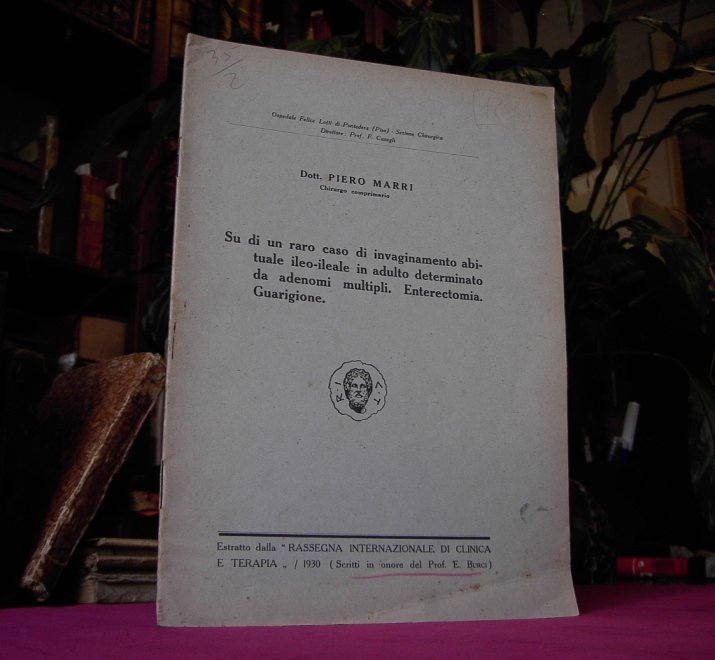 35/2
Ospedale Felice Lotti di Pontedera (Pisa) - Sezione Chirurgica
Direttore: Prof. F.
Dott. PIERO MARRI
Chirurgo comprimario
Su di un raro caso di invaginamento abi-
tuale ileo-ileale in adulto determinato
da adenomi multipli. Enterectomia.
Guarigione.
R · I · C · T
Estratto dalla " RASSEGNA INTERNAZIONALE DI CLINICA
E TERAPIA „ / 1930 ( Scritti in onore del Prof. E. BURCI )